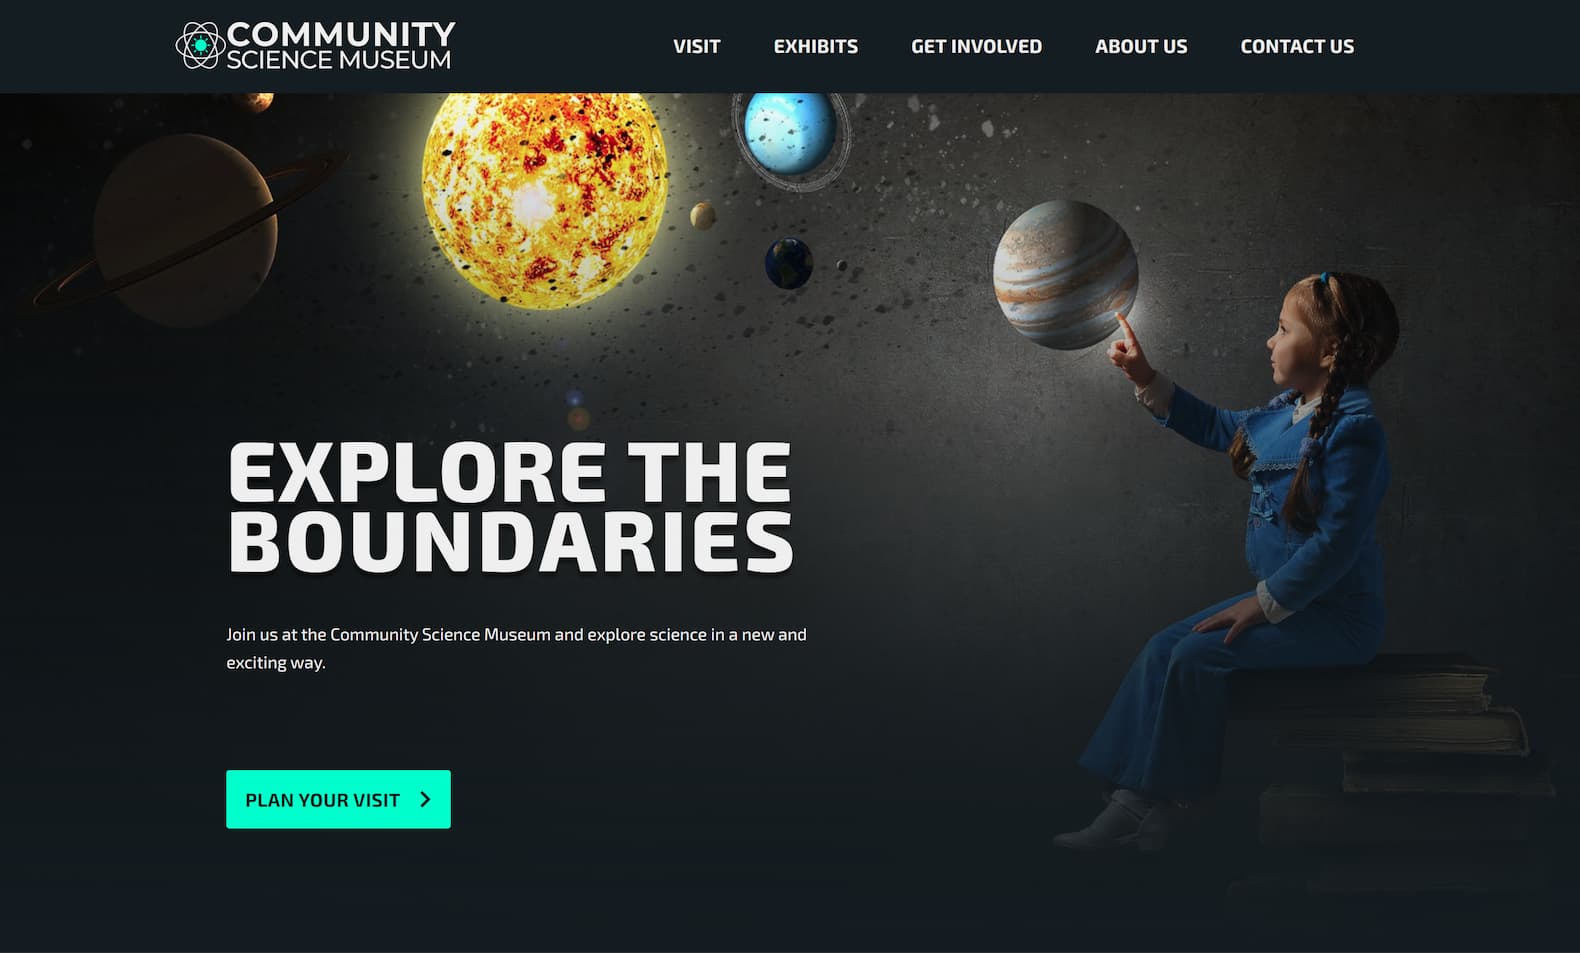 COMMUNITY
SCIENCE MUSEUM
VISIT EXHIBITS GET INVOLVED ABOUT US CONTACT US
EXPLORE THE
BOUNDARIES
Join us at the Community Science Museum and explore science in a new and
exciting way.
PLAN YOUR VISIT